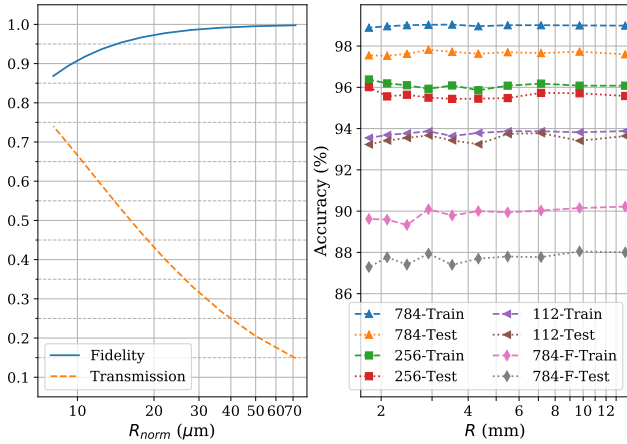 1.0
0.9
0.8
0.7
0.6
0.5
0.4
0.3
0.2
0.1
Fidelity
Transmission
10 20 30 40 50 60 70
R_norm (μm)
Accuracy (%)
98
96
94
92
90
88
86
784-Train
784-Test
256-Train
256-Test
112-Train
112-Test
784-F-Train
784-F-Test
2 3 4 5 6 7 8 10 12
R (mm)